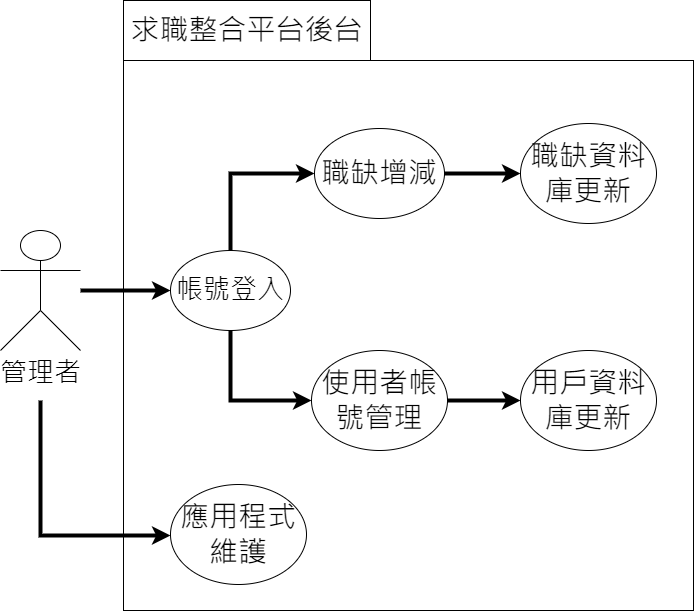 求職整合平台後台
職缺增減
職缺資料
庫更新
帳號登入
管理者
使用者帳
號管理
用戶資料
庫更新
應用程式
維護